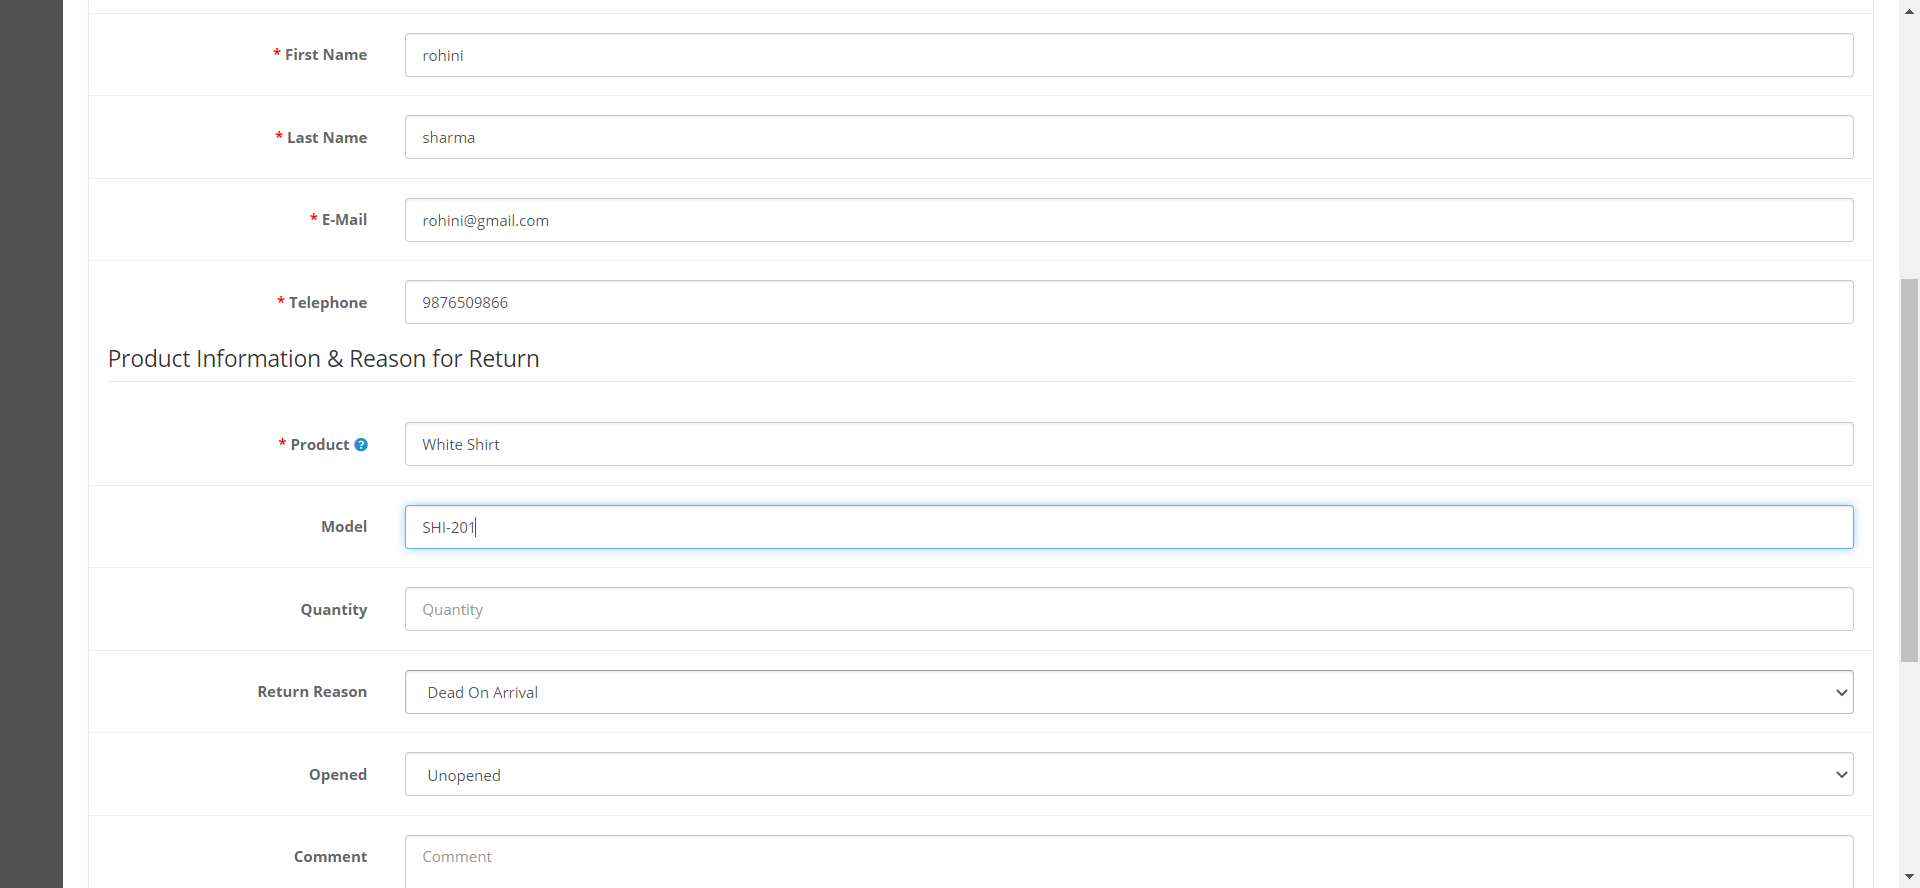 * First Name
rohini
* Last Name
sharma
* E-Mail
rohini@gmail.com
* Telephone
9876509866
Product Information & Reason for Return
* Product ?
White Shirt
Model
SHI-201
Quantity
Quantity
Return Reason
Dead On Arrival
Opened
Unopened
Comment
Comment